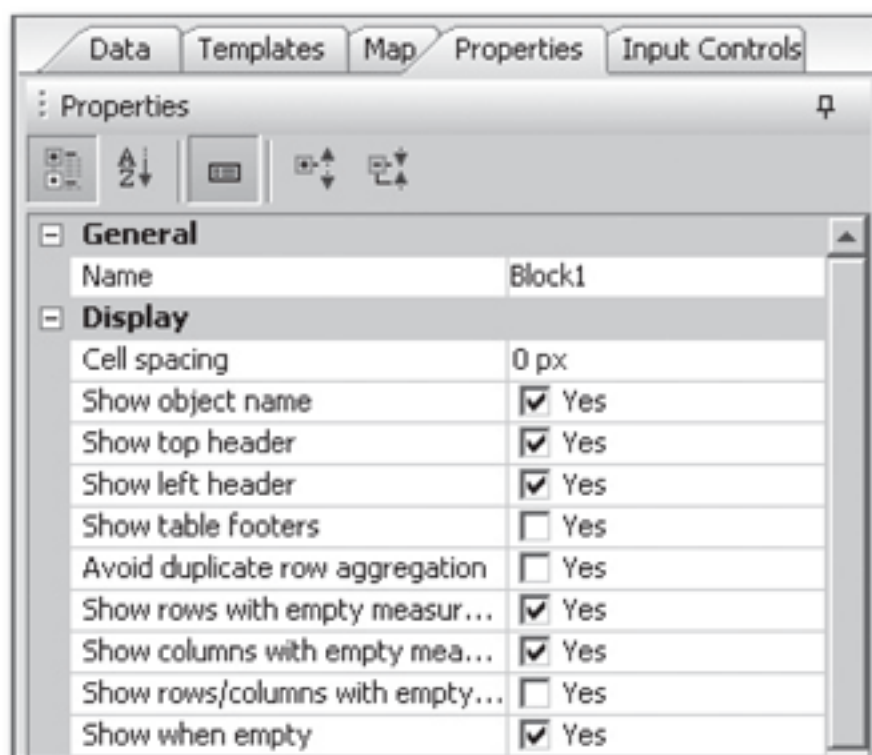 Data Templates Map Properties Input Controls
Properties
General
Name Block1
Display
Cell spacing 0 px
Show object name Yes
Show top header Yes
Show left header Yes
Show table footers Yes
Avoid duplicate row aggregation Yes
Show rows with empty measur... Yes
Show columns with empty mea... Yes
Show rows/columns with empty... Yes
Show when empty Yes